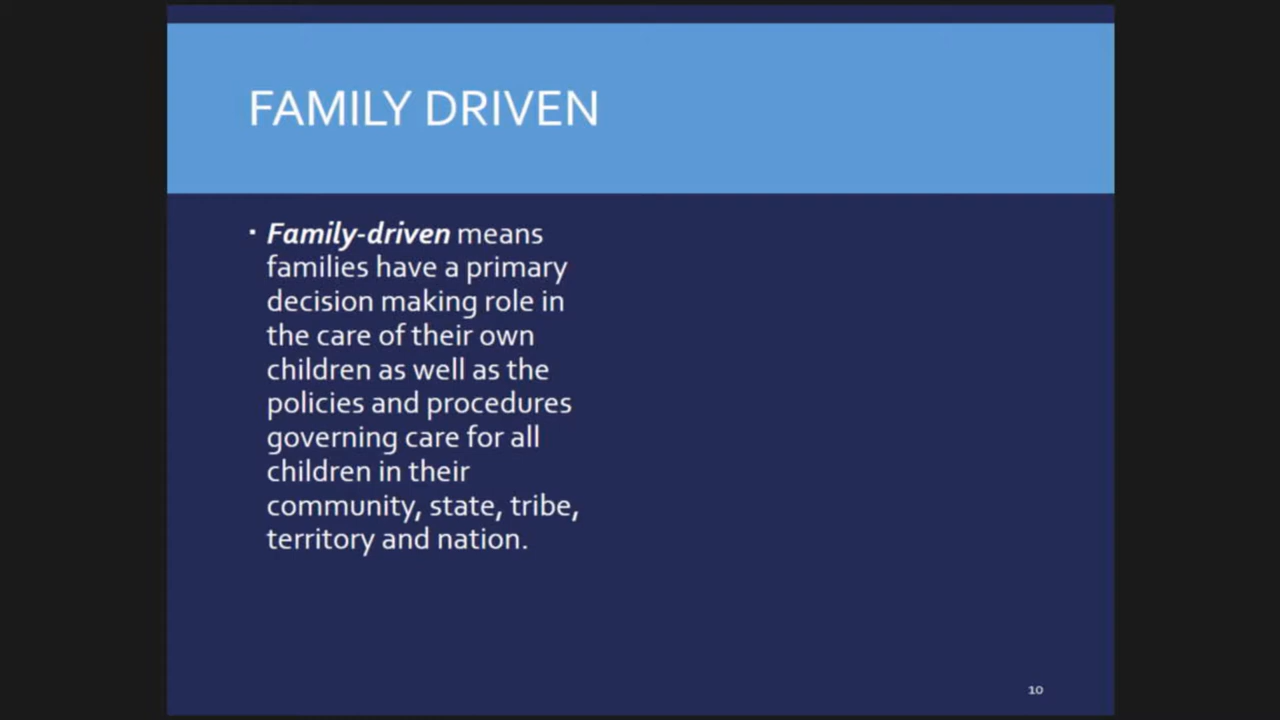 FAMILY DRIVEN
▪ Family-driven means
families have a primary
decision making role in
the care of their own
children as well as the
policies and procedures
governing care for all
children in their
community, state, tribe,
territory and nation.
10